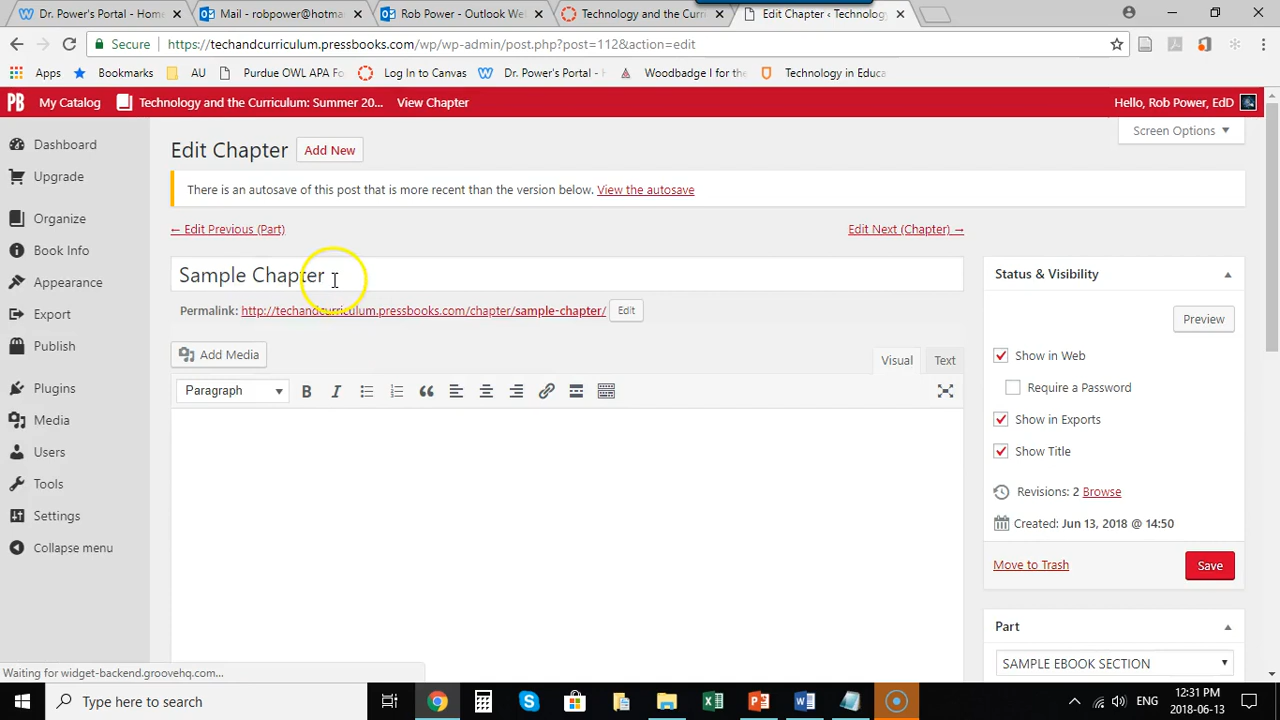 Dr. Power's Portal - Home
Mail - robpower@hotma
Rob Power - Outlook We
Technology and the Curr
Edit Chapter ‹ Technology
Secure
https://techandcurriculum.pressbooks.com/wp/wp-admin/post.php?post=112&action=edit
Apps
Bookmarks
AU
Purdue OWL APA Fo
Log In to Canvas
Dr. Power's Portal - H
Woodbadge for the
Technology in Educa
PB
My Catalog
Technology and the Curriculum: Summer 20...
View Chapter
Hello, Rob Power, EdD
Screen Options
Dashboard
Upgrade
Organize
Book Info
Appearance
Export
Publish
Plugins
Media
Users
Tools
Settings
Collapse menu
Edit Chapter
Add New
There is an autosave of this post that is more recent than the version below. View the autosave
← Edit Previous (Part)
Edit Next (Chapter) →
Sample Chapter
Permalink: http://techandcurriculum.pressbooks.com/chapter/sample-chapter/
Edit
Add Media
Visual
Text
Paragraph
B
I
Status & Visibility
Preview
Show in Web
Require a Password
Show in Exports
Show Title
Revisions: 2 Browse
Created: Jun 13, 2018 @ 14:50
Move to Trash
Save
Part
SAMPLE EBOOK SECTION
Waiting for widget-backend.groovehq.com...
Type here to search
ENG
12:31 PM
2018-06-13